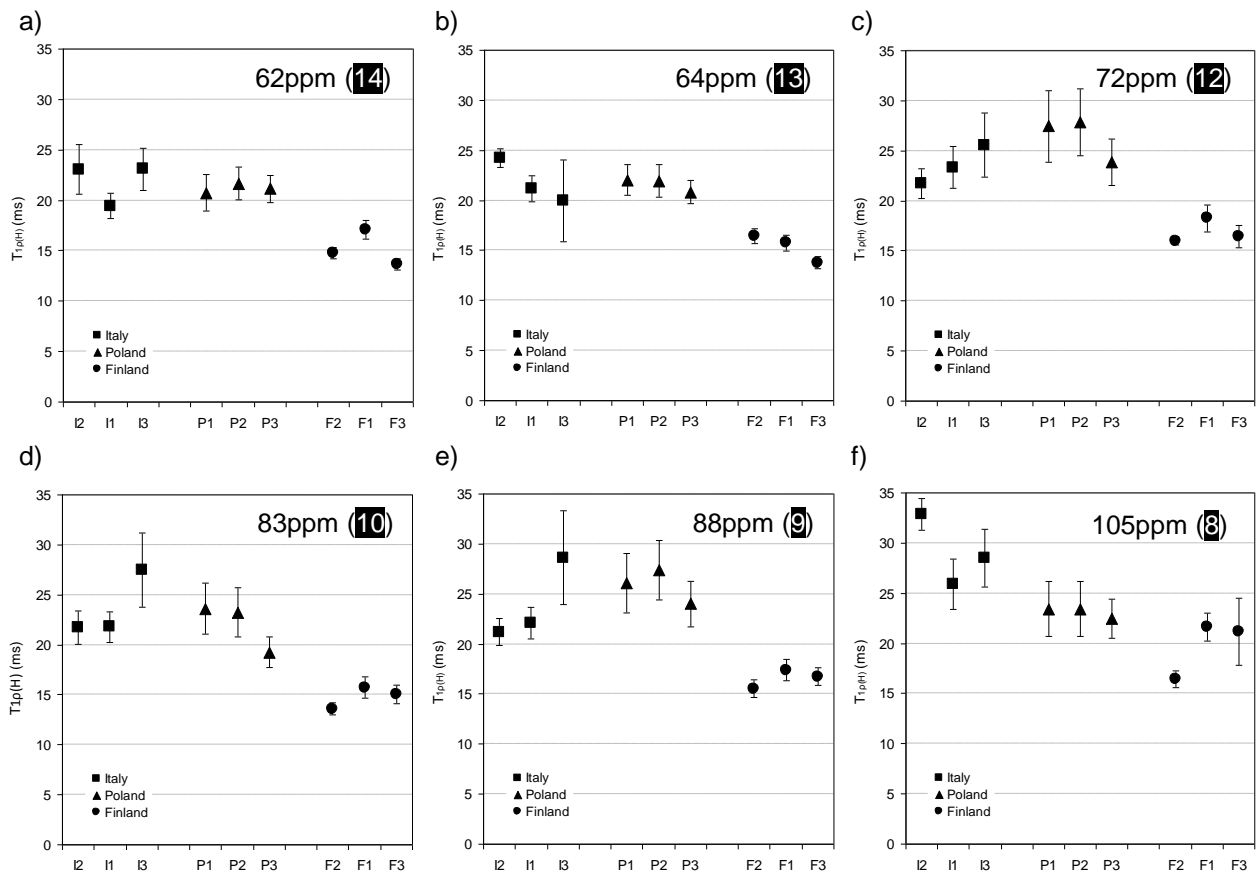 a)
62ppm (14)
35
30
25
20
15
10
5
0
T1ρ(H) (ms)
Italy
Poland
Finland
I2 I1 I3 P1 P2 P3 F2 F1 F3
b)
64ppm (13)
35
30
25
20
15
10
5
0
T1ρ(H) (ms)
Italy
Poland
Finland
I2 I1 I3 P1 P2 P3 F2 F1 F3
c)
72ppm (12)
35
30
25
20
15
10
5
0
T1ρ(H) (ms)
Italy
Poland
Finland
I2 I1 I3 P1 P2 P3 F2 F1 F3
d)
83ppm (10)
35
30
25
20
15
10
5
0
T1ρ(H) (ms)
Italy
Poland
Finland
I2 I1 I3 P1 P2 P3 F2 F1 F3
e)
88ppm (9)
35
30
25
20
15
10
5
0
T1ρ(H) (ms)
Italy
Poland
Finland
I2 I1 I3 P1 P2 P3 F2 F1 F3
f)
105ppm (8)
35
30
25
20
15
10
5
0
T1ρ(H) (ms)
Italy
Poland
Finland
I2 I1 I3 P1 P2 P3 F2 F1 F3